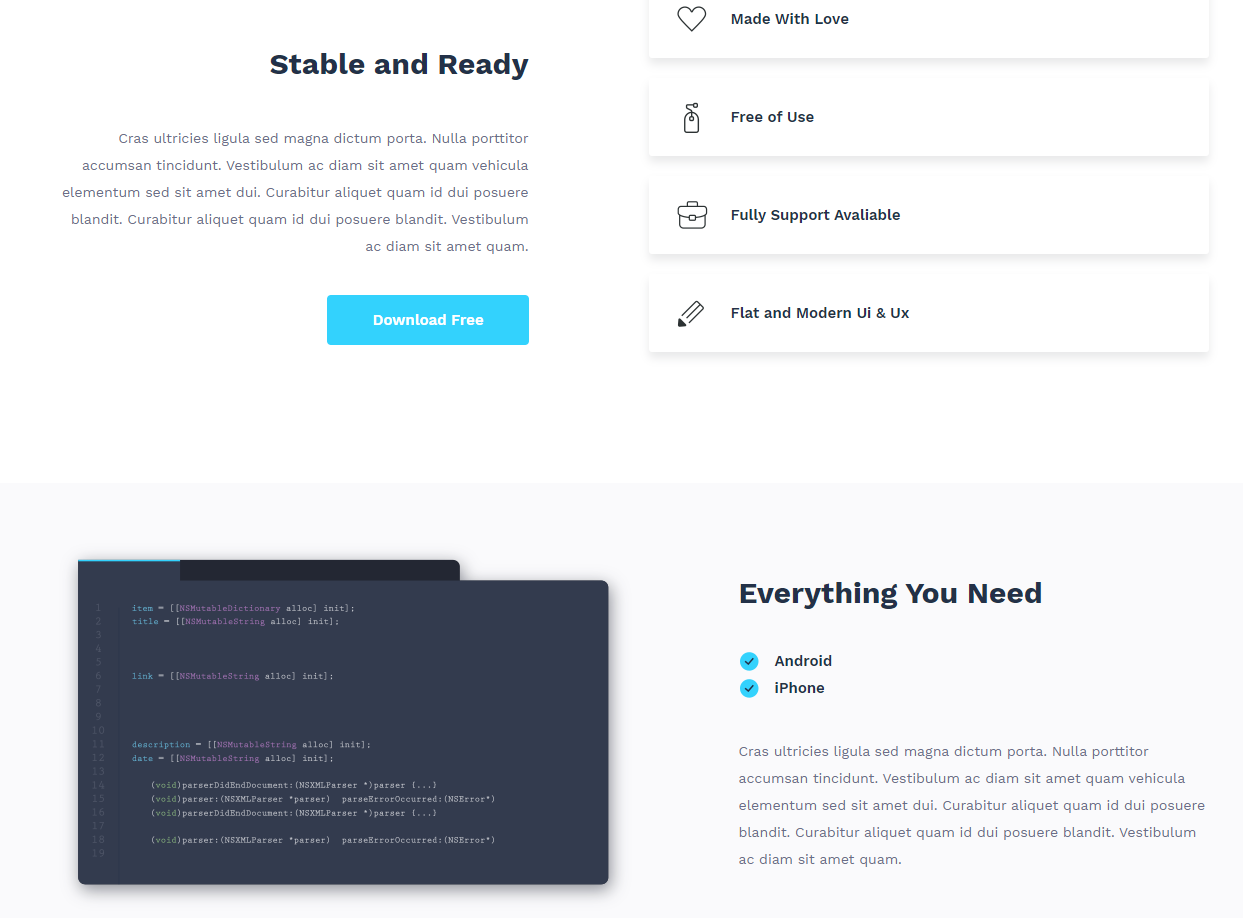 Made With Love
Stable and Ready
Cras ultricies ligula sed magna dictum porta. Nulla porttitor
accumsan tincidunt. Vestibulum ac diam sit amet quam vehicula
elementum sed sit amet dui. Curabitur aliquet quam id dui posuere
blandit. Curabitur aliquet quam id dui posuere blandit. Vestibulum
ac diam sit amet quam.
Download Free
Free of Use
Fully Support Avaliable
Flat and Modern Ui & Ux
1 item = [[NSMutableDictionary alloc] init];
2 title = [[NSMutableString alloc] init];
3
4
5
6 link = [[NSMutableString alloc] init];
7
8
9
10
11 description = [[NSMutableString alloc] init];
12 date = [[NSMutableString alloc] init];
13
14 (void)parserDidEndDocument:(NSXMLParser *)parser {...}
15 (void)parser:(NSXMLParser *parser) parseErrorOccurred:(NSError*)
16 (void)parserDidEndDocument:(NSXMLParser *)parser {...}
17
18 (void)parser:(NSXMLParser *parser) parseErrorOccurred:(NSError*)
19
Everything You Need
Android
iPhone
Cras ultricies ligula sed magna dictum porta. Nulla porttitor
accumsan tincidunt. Vestibulum ac diam sit amet quam vehicula
elementum sed sit amet dui. Curabitur aliquet quam id dui posuere
blandit. Curabitur aliquet quam id dui posuere blandit. Vestibulum
ac diam sit amet quam.